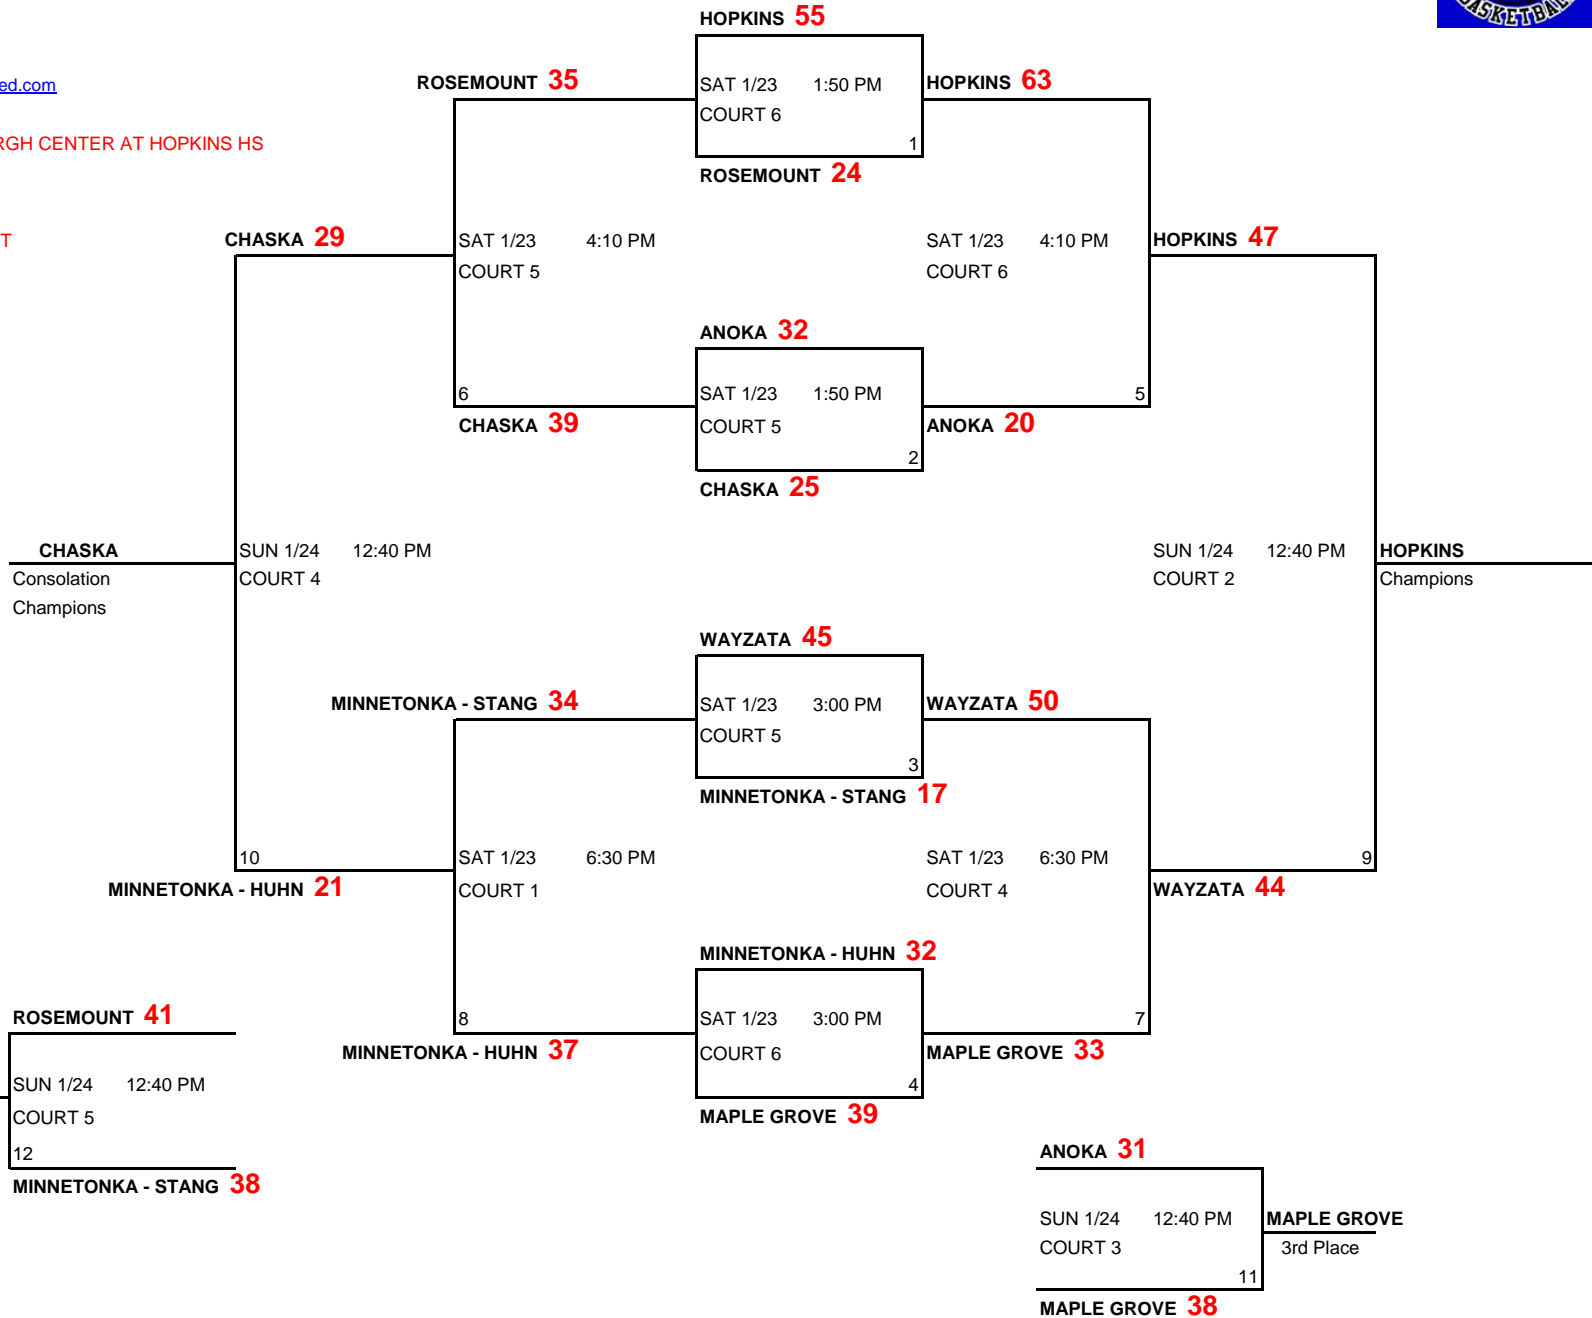 HOPKINS 55
BASKETBALL
ed.com
ROSEMOUNT 35
SAT 1/23 1:50 PM
HOPKINS 63
COURT 6
RGH CENTER AT HOPKINS HS
1
ROSEMOUNT 24
T
CHASKA 29
SAT 1/23 4:10 PM
SAT 1/23 4:10 PM
HOPKINS 47
COURT 5
COURT 6
ANOKA 32
6
SAT 1/23 1:50 PM
5
CHASKA 39
COURT 5
ANOKA 20
2
CHASKA 25
CHASKA
SUN 1/24 12:40 PM
SUN 1/24 12:40 PM
HOPKINS
Consolation
COURT 4
COURT 2
Champions
Champions
WAYZATA 45
MINNETONKA - STANG 34
SAT 1/23 3:00 PM
WAYZATA 50
COURT 5
3
MINNETONKA - STANG 17
10
SAT 1/23 6:30 PM
SAT 1/23 6:30 PM
9
MINNETONKA - HUHN 21
COURT 1
COURT 4
WAYZATA 44
MINNETONKA - HUHN 32
ROSEMOUNT 41
8
SAT 1/23 3:00 PM
7
MINNETONKA - HUHN 37
COURT 6
MAPLE GROVE 33
SUN 1/24 12:40 PM
4
COURT 5
MAPLE GROVE 39
12
ANOKA 31
MINNETONKA - STANG 38
SUN 1/24 12:40 PM
MAPLE GROVE
COURT 3
3rd Place
11
MAPLE GROVE 38